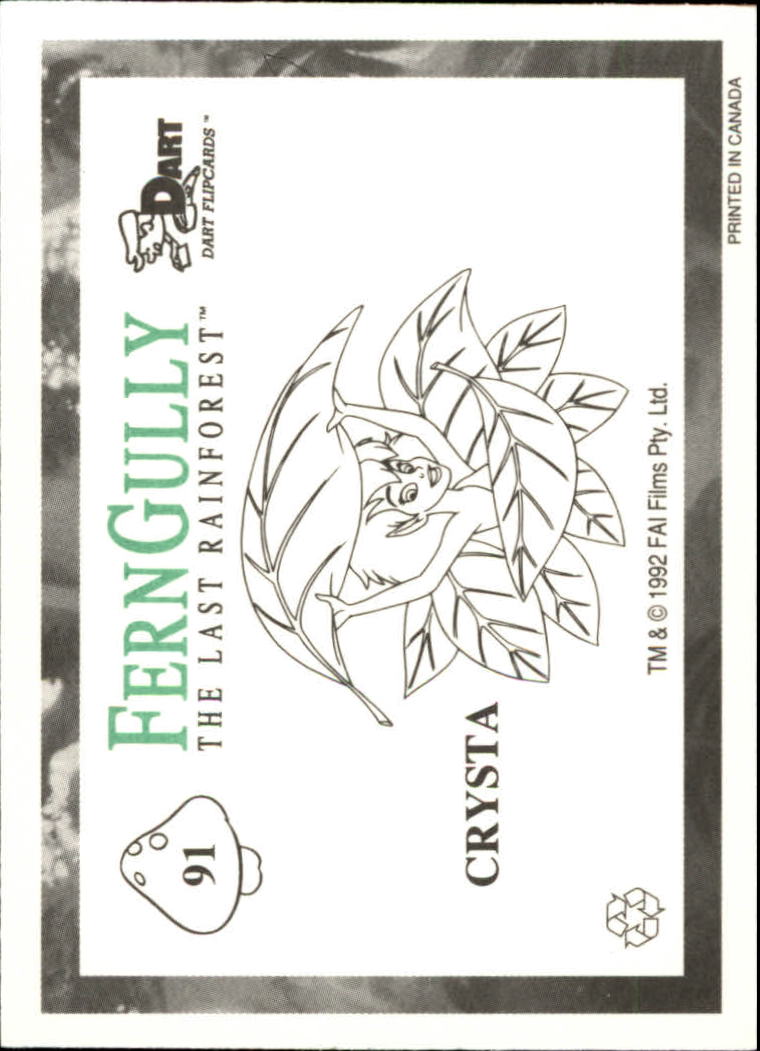 91
FERNGULLY
THE LAST RAINFOREST™
DART
DART FLIPCARDS™
CRYSTA
TM & © 1992 FAI Films Pty. Ltd.
PRINTED IN CANADA